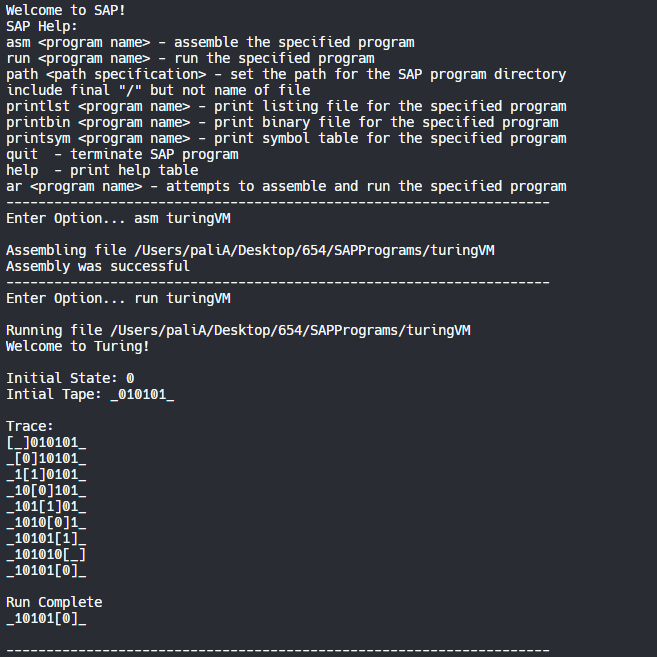 Welcome to SAP!
SAP Help:
asm <program name> - assemble the specified program
run <program name> - run the specified program
path <path specification> - set the path for the SAP program directory
include final "/" but not name of file
printlst <program name> - print listing file for the specified program
printbin <program name> - print binary file for the specified program
printsym <program name> - print symbol table for the specified program
quit  - terminate SAP program
help  - print help table
ar <program name> - attempts to assemble and run the specified program
--------------------------------------------------------------------
Enter Option... asm turingVM

Assembling file /Users/paliA/Desktop/654/SAPPrograms/turingVM
Assembly was successful
--------------------------------------------------------------------
Enter Option... run turingVM

Running file /Users/paliA/Desktop/654/SAPPrograms/turingVM
Welcome to Turing!

Initial State: 0
Intial Tape: _010101_

Trace:
[_]010101_
_[0]10101_
_1[1]0101_
_10[0]101_
_101[1]01_
_1010[0]1_
_10101[1]_
_101010[_]
_10101[0]_

Run Complete
_10101[0]_

--------------------------------------------------------------------